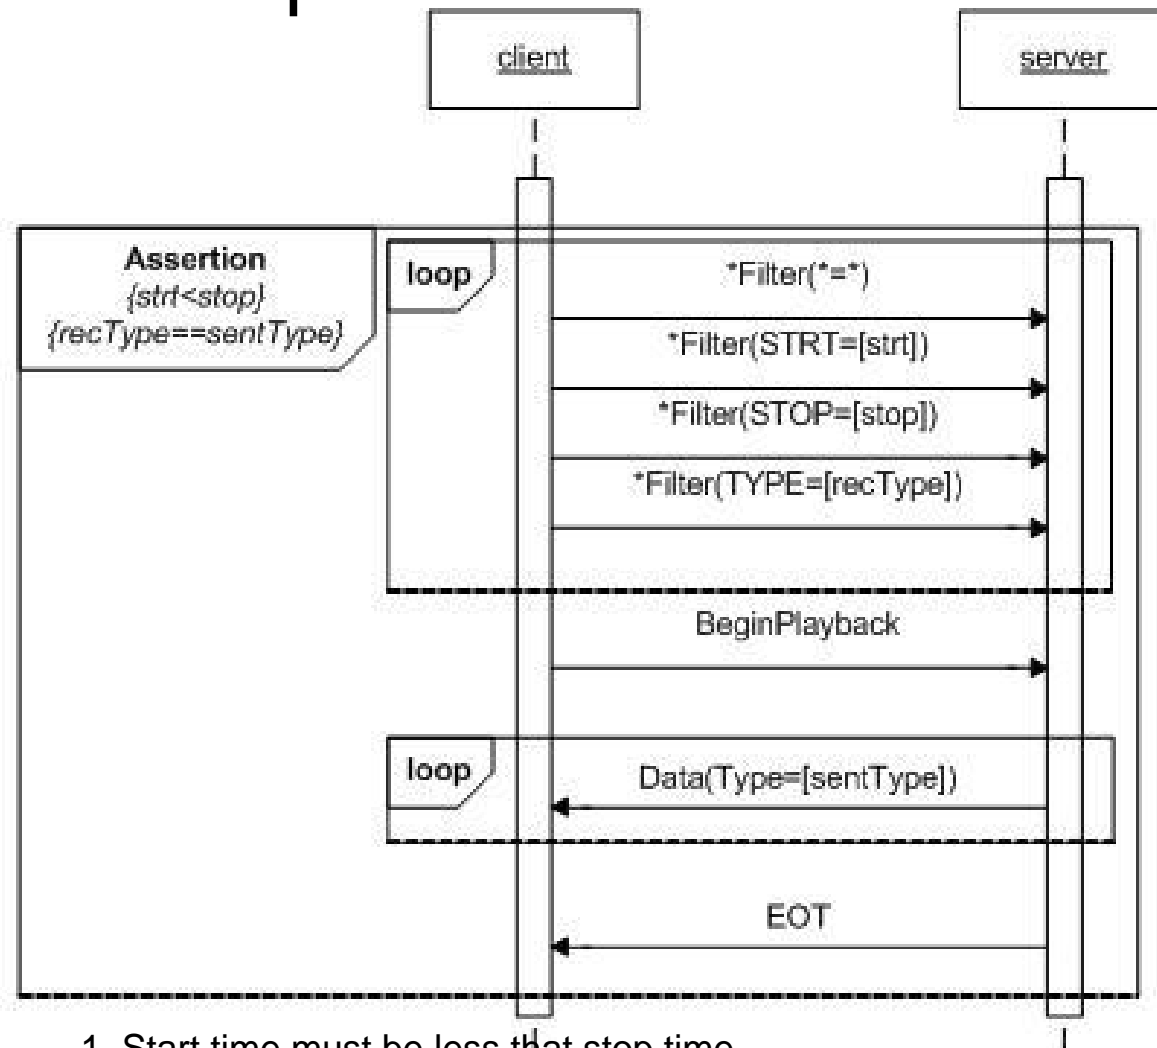 client
server
Assertion
{strt<stop}
{recType==sentType}
loop
*Filter(*=*)
*Filter(STRT=[strt])
*Filter(STOP=[stop])
*Filter(TYPE=[recType])
BeginPlayback
loop
Data(Type=[sentType])
EOT
1. Start time must be less that stop time